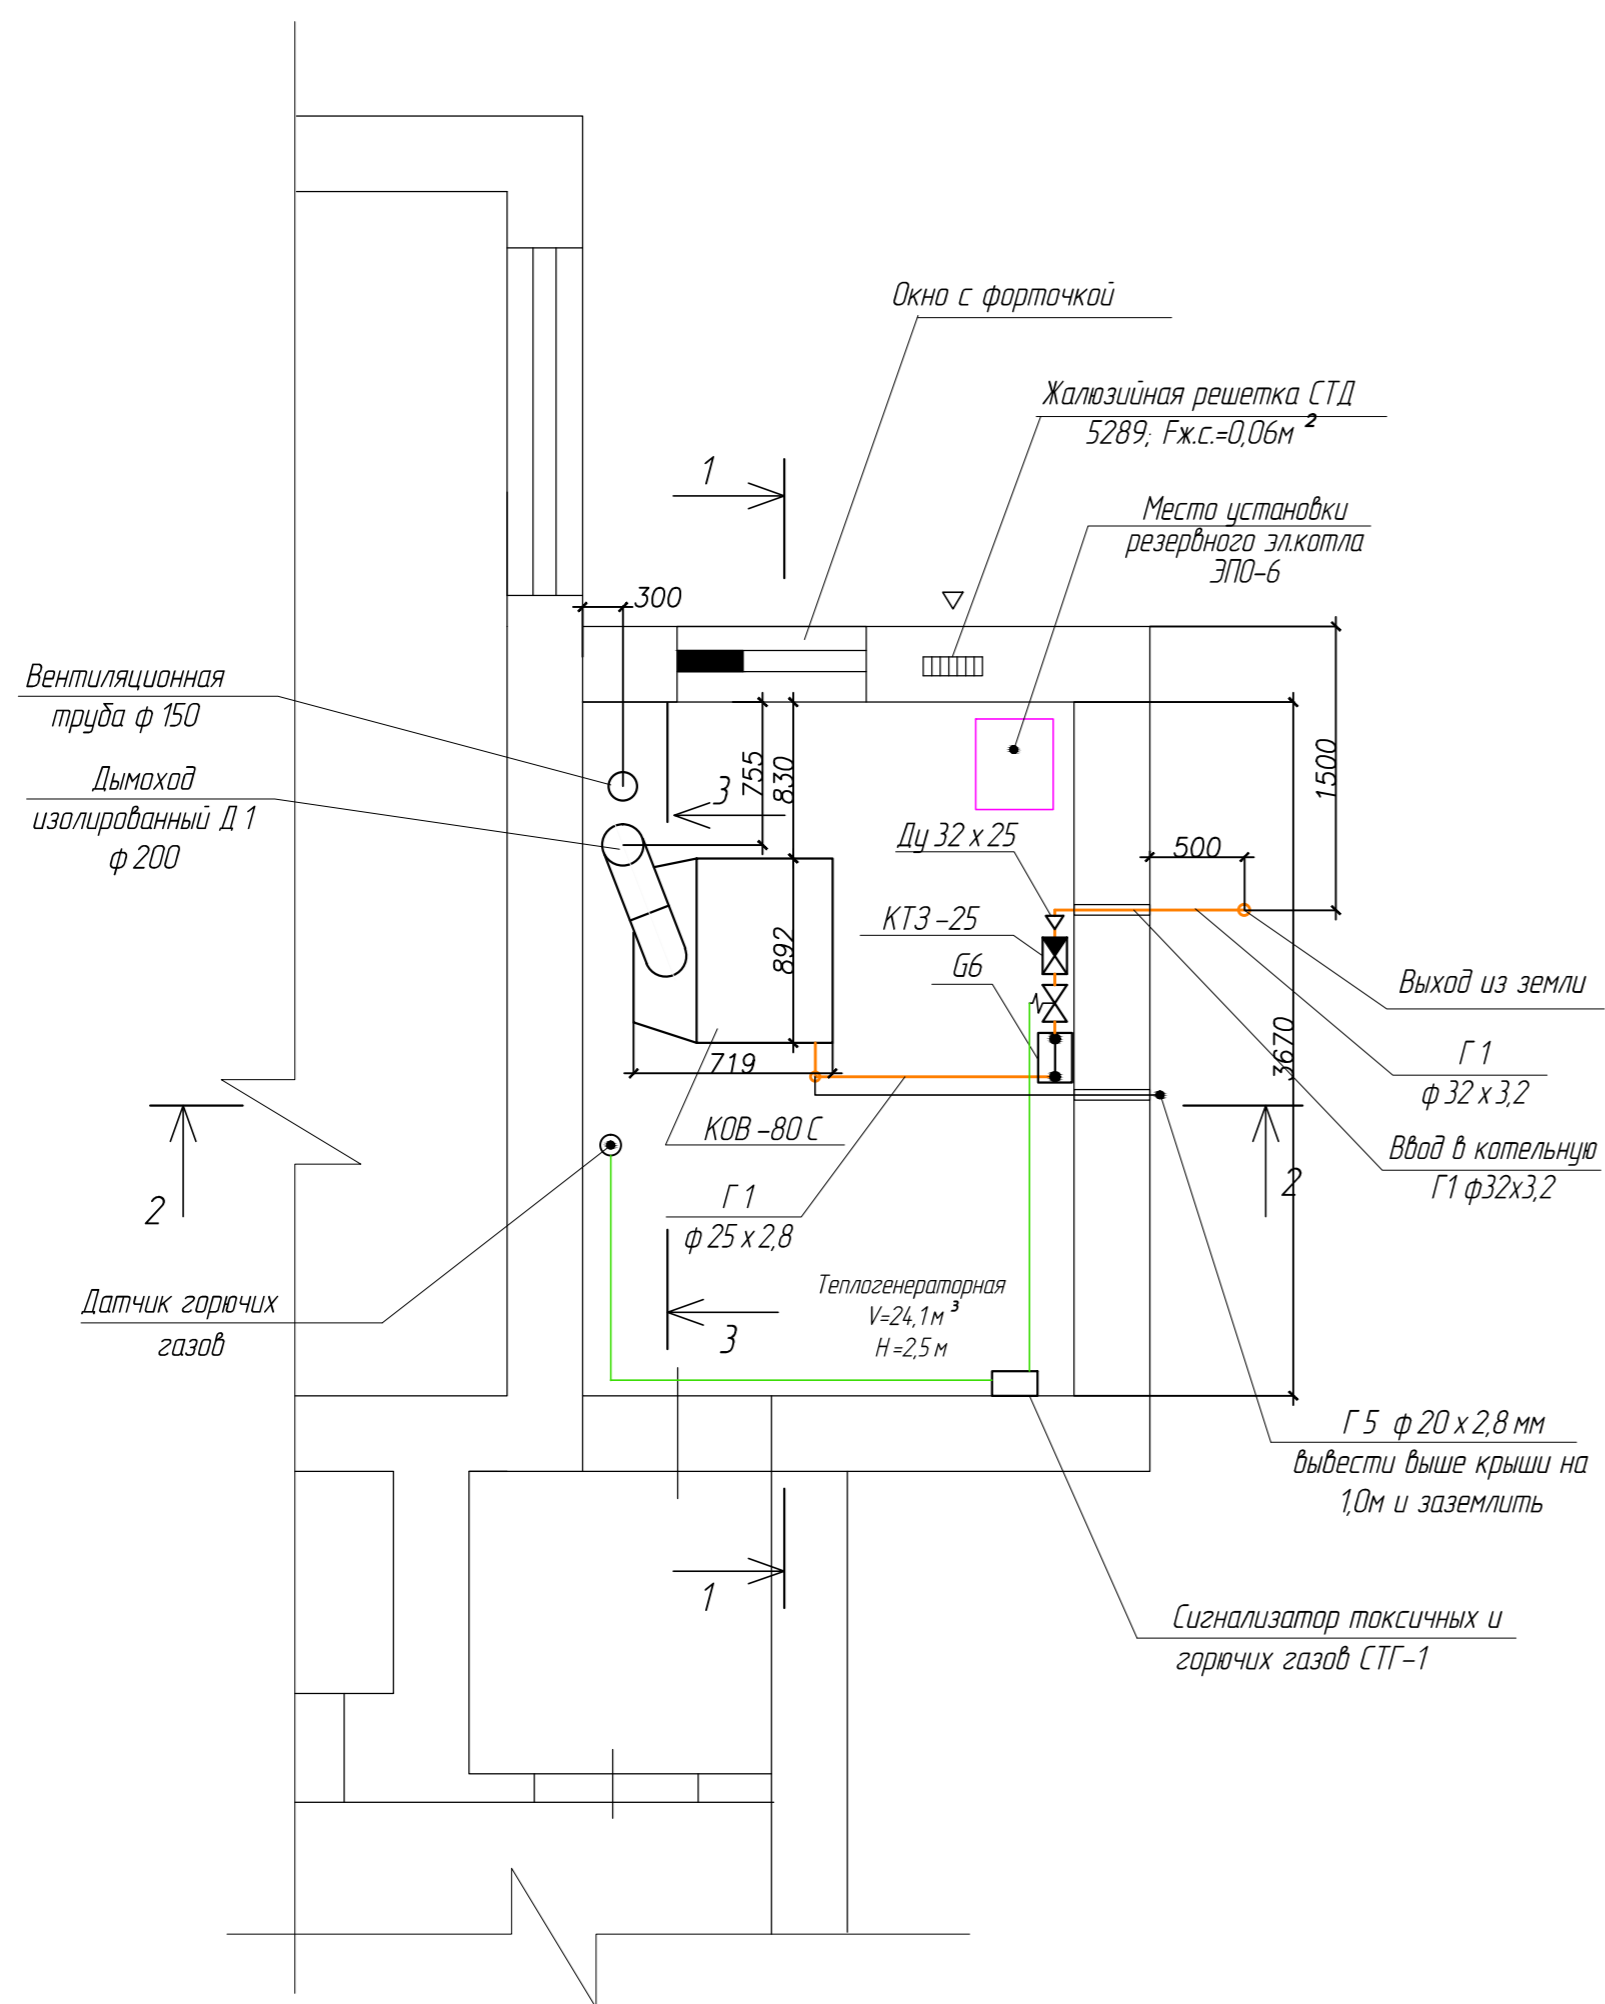 Окно с форточкой
Жалюзийная решетка СТД
5289; Fж.с.=0,06м ²
1
Место установки
резервного эл.котла
ЭПО-6
300
Вентиляционная
труба ф 150
Дымоход
изолированный Д 1
ф 200
755
830
3
1500
Ду 32 x 25
500
КТЗ-25
G6
892
Выход из земли
719
3670
Г 1
ф 32 x 3,2
КОВ-80 С
Ввод в котельную
Г1 ф32x3,2
2
2
Г 1
ф 25 x 2,8
Датчик горючих
газов
Теплогенераторная
V=24,1 м ³
H=2,5 м
3
Г 5 ф 20 x 2,8 мм
вывести выше крыши на
1,0м и заземлить
1
Сигнализатор токсичных и
горючих газов СТГ-1